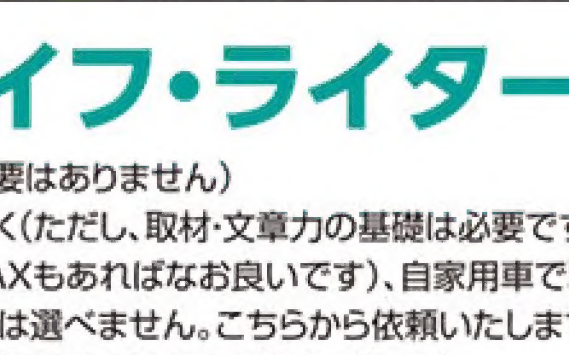 イフ・ライター
要はありません)
く(ただし、取材・文章力の基礎は必要です
AXもあればなお良いです)、自家用車で
は選べません。こちらから依頼いたしま